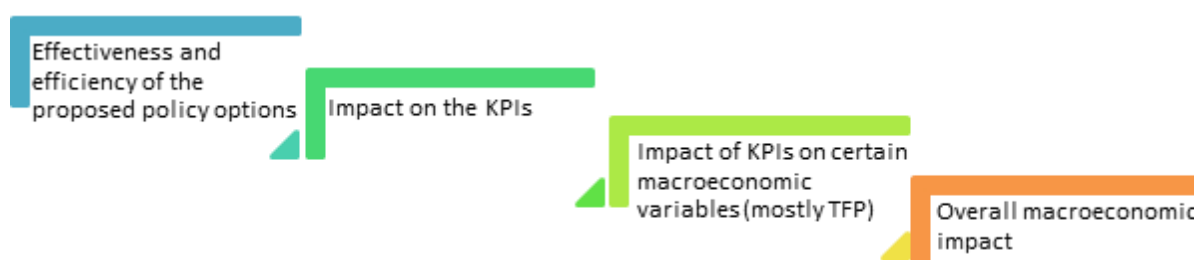 Effectiveness and
efficiency of the
proposed policy options
Impact on the KPIs
Impact of KPIs on certain
macroeconomic
variables (mostly TFP)
Overall macroeconomic
impact